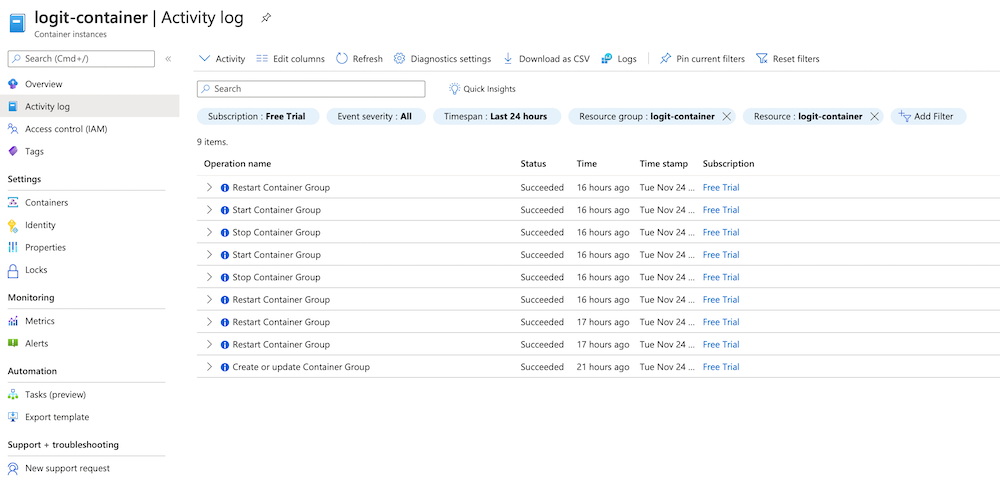 logit-container | Activity log
Container instances
Search (Cmd+/)
«
Overview
Activity log
Access control (IAM)
Tags
Settings
Containers
Identity
Properties
Locks
Monitoring
Metrics
Alerts
Automation
Tasks (preview)
Export template
Support + troubleshooting
New support request
Activity Edit columns Refresh Diagnostics settings Download as CSV Logs Pin current filters Reset filters
Search Quick Insights
Subscription : Free Trial Event severity : All Timespan : Last 24 hours Resource group : logit-container Resource : logit-container Add Filter
9 items.
Operation name Status Time Time stamp Subscription
Restart Container Group Succeeded 16 hours ago Tue Nov 24 ... Free Trial
Start Container Group Succeeded 16 hours ago Tue Nov 24 ... Free Trial
Stop Container Group Succeeded 16 hours ago Tue Nov 24 ... Free Trial
Start Container Group Succeeded 16 hours ago Tue Nov 24 ... Free Trial
Stop Container Group Succeeded 16 hours ago Tue Nov 24 ... Free Trial
Restart Container Group Succeeded 16 hours ago Tue Nov 24 ... Free Trial
Restart Container Group Succeeded 17 hours ago Tue Nov 24 ... Free Trial
Restart Container Group Succeeded 17 hours ago Tue Nov 24 ... Free Trial
Create or update Container Group Succeeded 21 hours ago Tue Nov 24 ... Free Trial